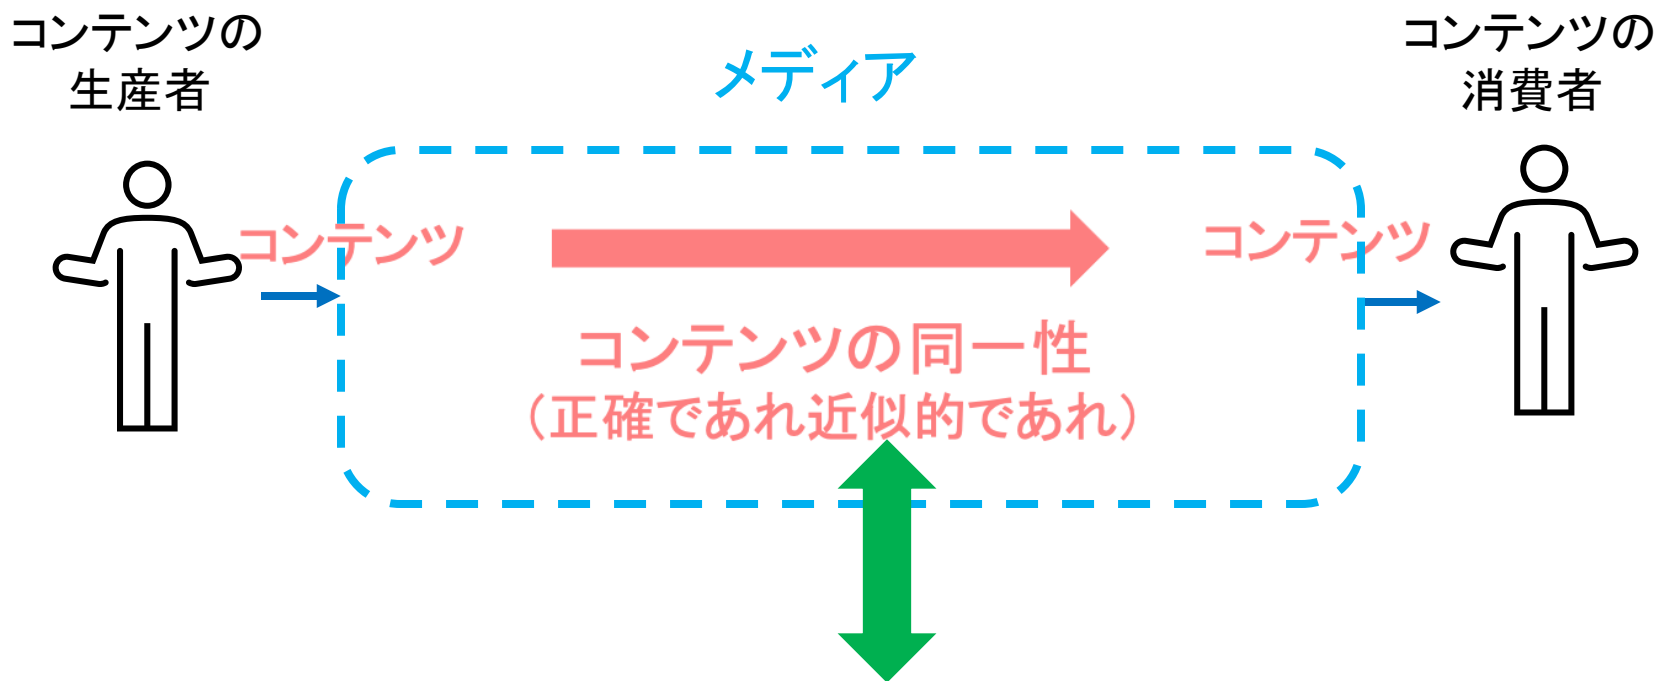 コンテンツの
生産者
メディア
コンテンツの
消費者
コンテンツ
コンテンツ
コンテンツの同一性
（正確であれ近似的であれ）